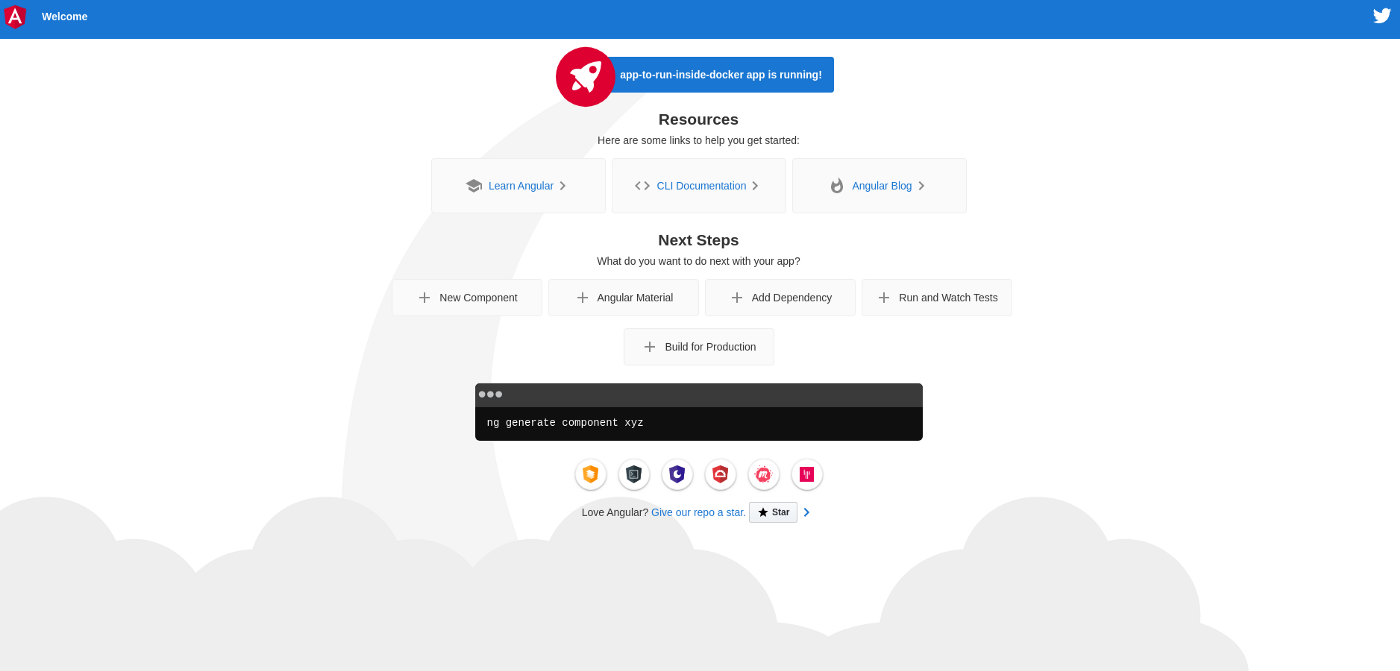 Welcome
app-to-run-inside-docker app is running!
Resources
Here are some links to help you get started:
Learn Angular
CLI Documentation
Angular Blog
Next Steps
What do you want to do next with your app?
New Component
Angular Material
Add Dependency
Run and Watch Tests
Build for Production
ng generate component xyz
Love Angular? Give our repo a star. Star